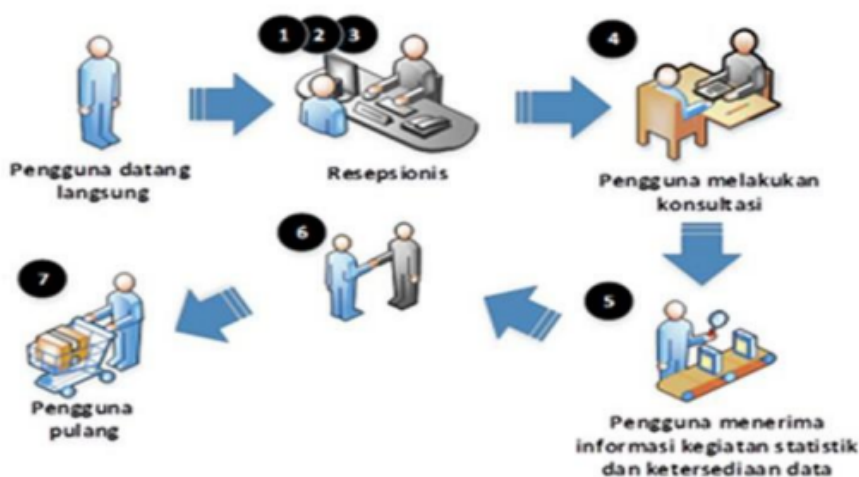 1 2 3
4
Pengguna datang
langsung
Resepsionis
Pengguna melakukan
konsultasi
7
6
5
Pengguna
pulang
Pengguna menerima
informasi kegiatan statistik
dan ketersediaan data